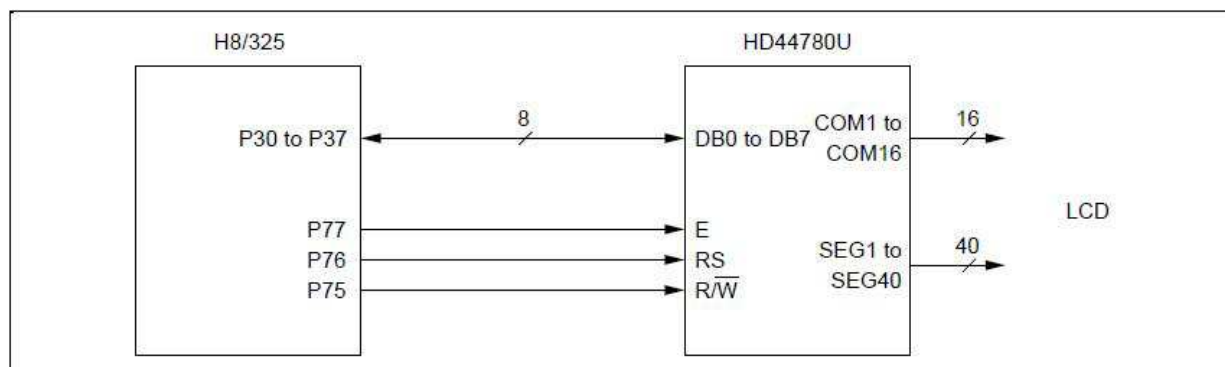 H8/325
HD44780U
P30 to P37
8
DB0 to DB7
COM1 to
COM16
16
P77
E
P76
RS
P75
R/W̅
SEG1 to
SEG40
40
LCD